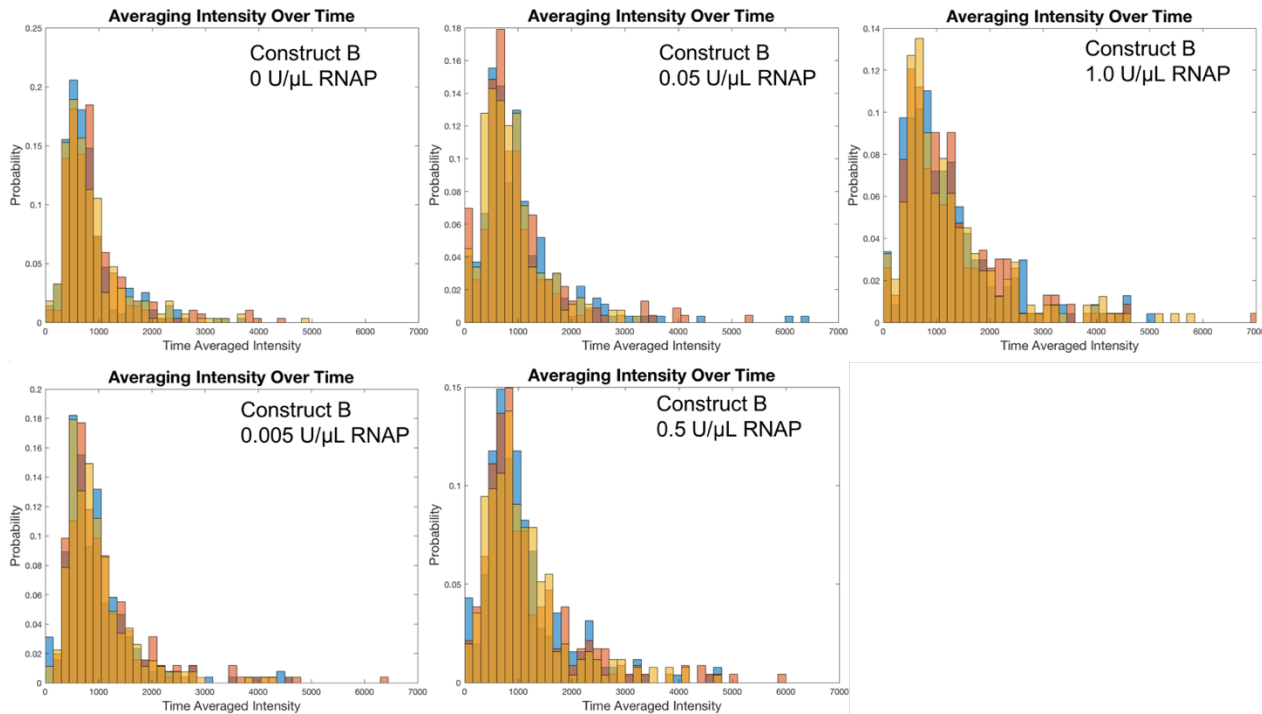 Averaging Intensity Over Time
Construct B
0 U/µL RNAP
Probability
0.25
0.2
0.15
0.1
0.05
0
0 1000 2000 3000 4000 5000 6000 7000
Time Averaged Intensity
Averaging Intensity Over Time
Construct B
0.05 U/µL RNAP
Probability
0.18
0.16
0.14
0.12
0.1
0.08
0.06
0.04
0.02
0
0 1000 2000 3000 4000 5000 6000 7000
Time Averaged Intensity
Averaging Intensity Over Time
Construct B
1.0 U/µL RNAP
Probability
0.14
0.12
0.1
0.08
0.06
0.04
0.02
0
0 1000 2000 3000 4000 5000 6000 7000
Time Averaged Intensity
Averaging Intensity Over Time
Construct B
0.005 U/µL RNAP
Probability
0.2
0.18
0.16
0.14
0.12
0.1
0.08
0.06
0.04
0.02
0
0 1000 2000 3000 4000 5000 6000 7000
Time Averaged Intensity
Averaging Intensity Over Time
Construct B
0.5 U/µL RNAP
Probability
0.15
0.1
0.05
0
0 1000 2000 3000 4000 5000 6000 7000
Time Averaged Intensity